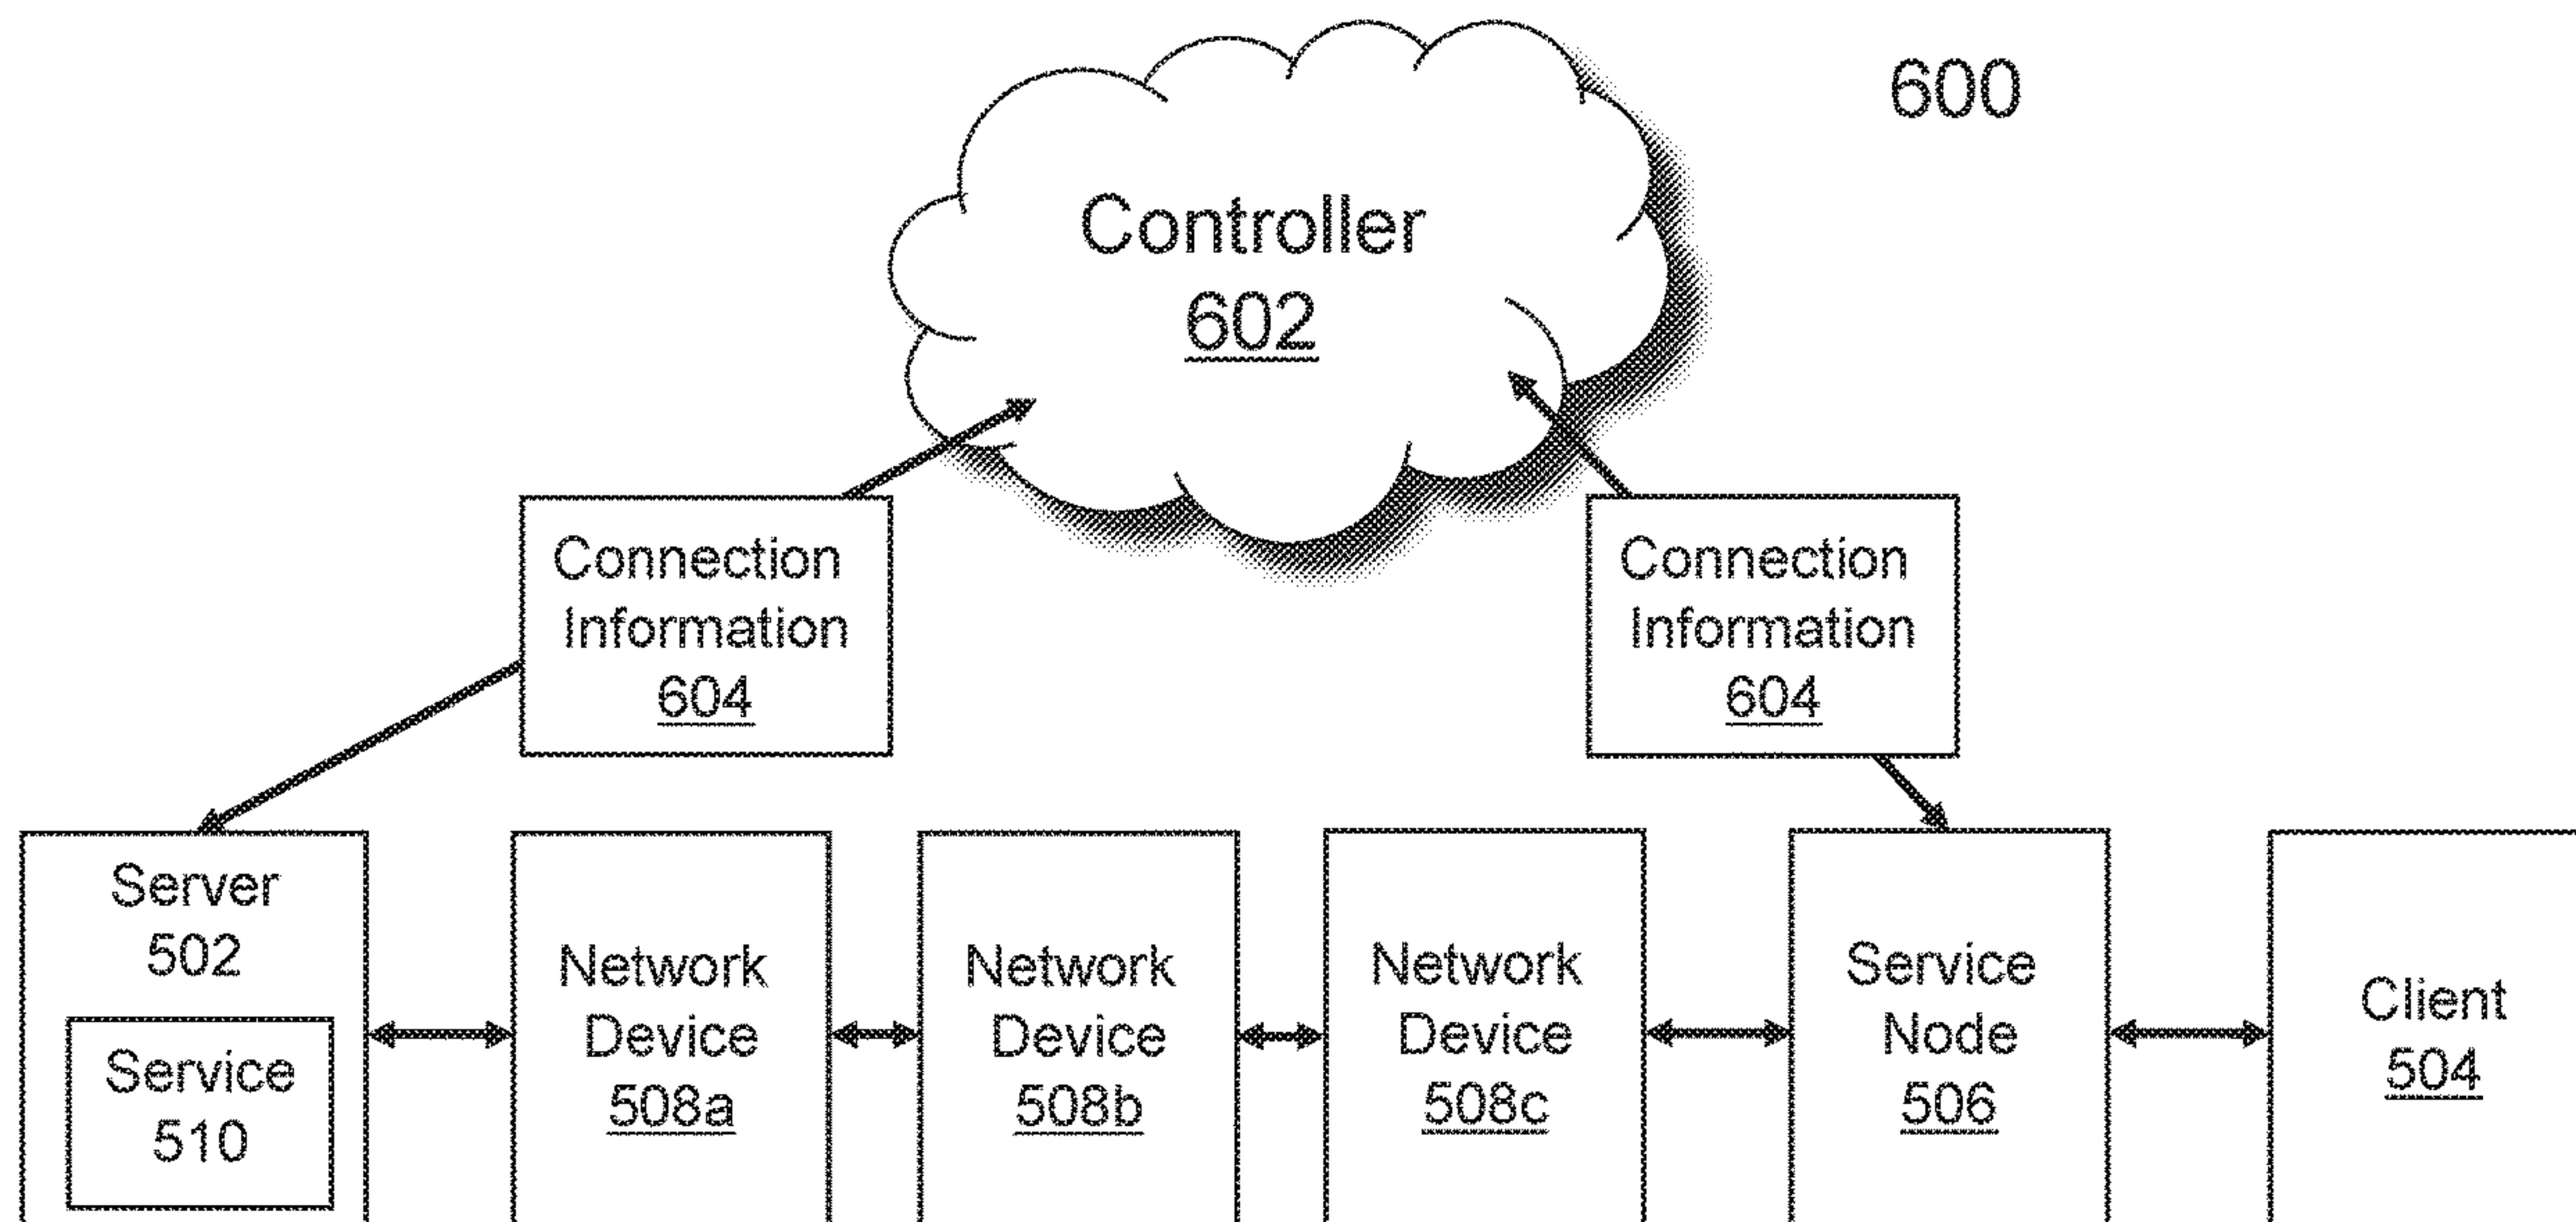 600
Controller
602
Connection
Information
604
Connection
Information
604
Server
502
Service
510
Network
Device
508a
Network
Device
508b
Network
Device
508c
Service
Node
506
Client
504